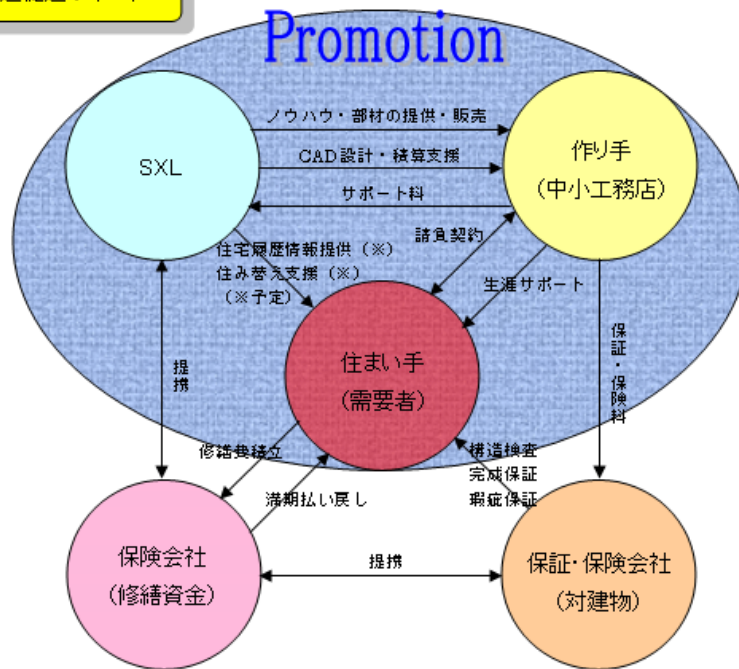 Promotion
SXL
ノウハウ・部材の提供・販売
CAD設計・積算支援
サポート料
作り手
(中小工務店)
請負契約
住宅履歴情報提供(※)
住み替え支援(※)
(※予定)
生涯サポート
住まい手
(需要者)
提携
保証・保険料
修繕費積立
満期払い戻し
構造検査
完成保証
瑕疵保証
保険会社
(修繕資金)
提携
保証・保険会社
(対建物)